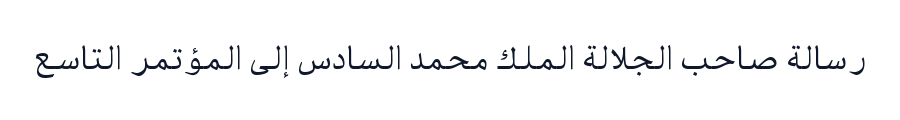 رسالة صاحب الجلالة الملك محمد السادس إلى المؤتمر التاسع